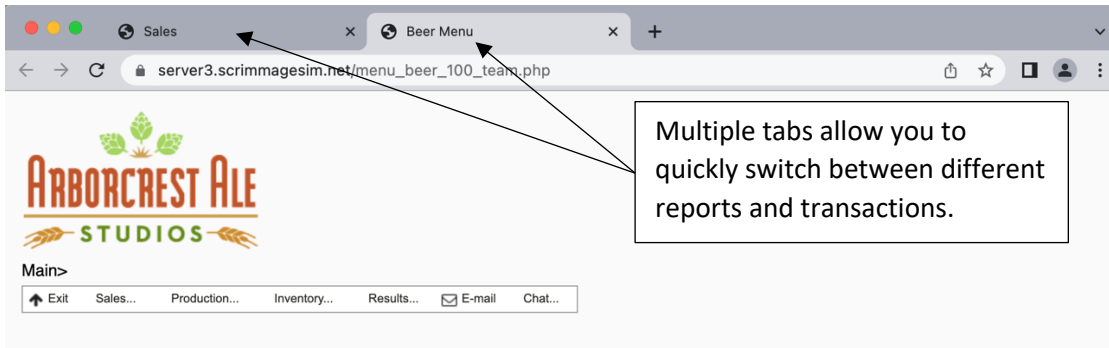 Sales
Beer Menu
server3.scrimmagesim.net/menu_beer_100_team.php
Multiple tabs allow you to
quickly switch between different
reports and transactions.
ARBORCREST ALE
STUDIOS
Main>
Exit Sales... Production... Inventory... Results... E-mail Chat...